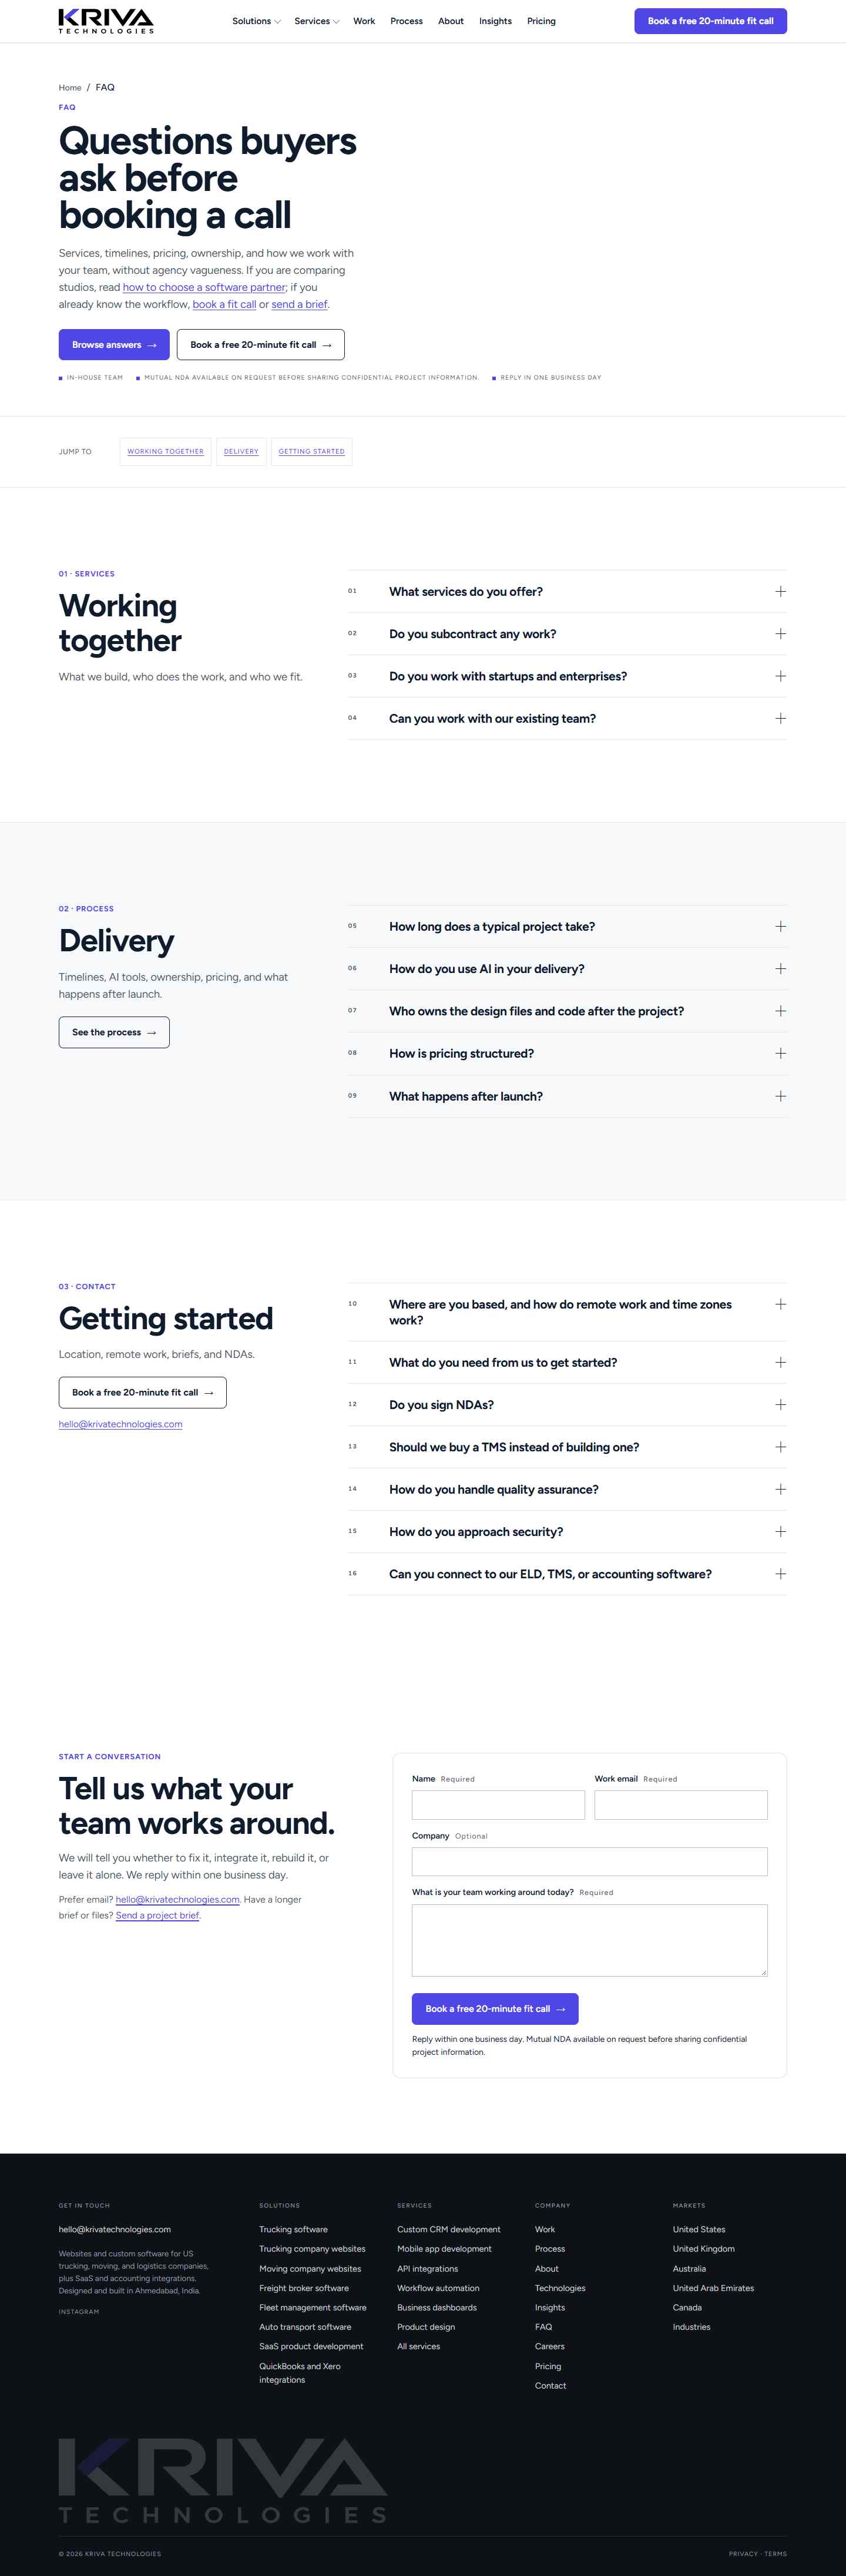 KRIVA
TECHNOLOGIES
Solutions
Services
Work
Process
About
Insights
Pricing
Book a free 20-minute fit call
Home / FAQ
FAQ
Questions buyers
ask before
booking a call
Services, timelines, pricing, ownership, and how we work with
your team, without agency vagueness. If you are comparing
studios, read how to choose a software partner; if you
already know the workflow, book a fit call or send a brief.
Browse answers →
Book a free 20-minute fit call →
IN-HOUSE TEAM
MUTUAL NDA AVAILABLE ON REQUEST BEFORE SHARING CONFIDENTIAL PROJECT INFORMATION.
REPLY IN ONE BUSINESS DAY
JUMP TO
WORKING TOGETHER
DELIVERY
GETTING STARTED
01 · SERVICES
Working
together
What we build, who does the work, and who we fit.
01 What services do you offer?
02 Do you subcontract any work?
03 Do you work with startups and enterprises?
04 Can you work with our existing team?
02 · PROCESS
Delivery
Timelines, AI tools, ownership, pricing, and what
happens after launch.
See the process →
05 How long does a typical project take?
06 How do you use AI in your delivery?
07 Who owns the design files and code after the project?
08 How is pricing structured?
09 What happens after launch?
03 · CONTACT
Getting started
Location, remote work, briefs, and NDAs.
Book a free 20-minute fit call →
hello@krivatechnologies.com
10 Where are you based, and how do remote work and time zones
work?
11 What do you need from us to get started?
12 Do you sign NDAs?
13 Should we buy a TMS instead of building one?
14 How do you handle quality assurance?
15 How do you approach security?
16 Can you connect to our ELD, TMS, or accounting software?
START A CONVERSATION
Tell us what your
team works around.
We will tell you whether to fix it, integrate it, rebuild it, or
leave it alone. We reply within one business day.
Prefer email? hello@krivatechnologies.com. Have a longer
brief or files? Send a project brief.
Name Required
Work email Required
Company Optional
What is your team working around today? Required
Book a free 20-minute fit call →
Reply within one business day. Mutual NDA available on request before sharing confidential
project information.
GET IN TOUCH
hello@krivatechnologies.com
Websites and custom software for US
trucking, moving, and logistics companies,
plus SaaS and accounting integrations.
Designed and built in Ahmedabad, India.
INSTAGRAM
SOLUTIONS
Trucking software
Trucking company websites
Moving company websites
Freight broker software
Fleet management software
Auto transport software
SaaS product development
QuickBooks and Xero
integrations
SERVICES
Custom CRM development
Mobile app development
API integrations
Workflow automation
Business dashboards
Product design
All services
COMPANY
Work
Process
About
Technologies
Insights
FAQ
Careers
Pricing
Contact
MARKETS
United States
United Kingdom
Australia
United Arab Emirates
Canada
Industries
KRIVA
TECHNOLOGIES
© 2026 KRIVA TECHNOLOGIES
PRIVACY · TERMS